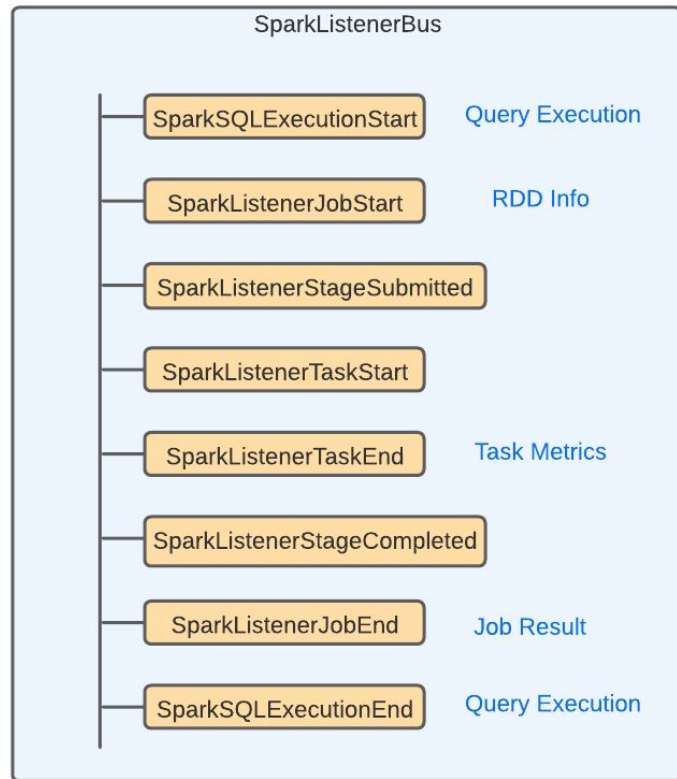 SparkListenerBus
SparkSQLExecutionStart
Query Execution
SparkListenerJobStart
RDD Info
SparkListenerStageSubmitted
SparkListenerTaskStart
SparkListenerTaskEnd
Task Metrics
SparkListenerStageCompleted
SparkListenerJobEnd
Job Result
SparkSQLExecutionEnd
Query Execution